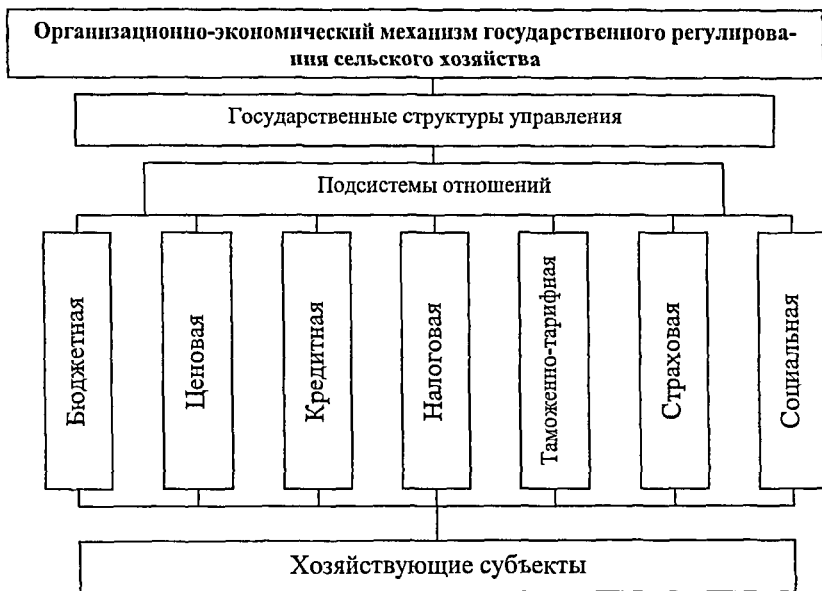 Организационно-экономический механизм государственного регулирова-
ния сельского хозяйства
Государственные структуры управления
Подсистемы отношений
Бюджетная
Ценовая
Кредитная
Налоговая
Таможенно-тарифная
Страховая
Социальная
Хозяйствующие субъекты